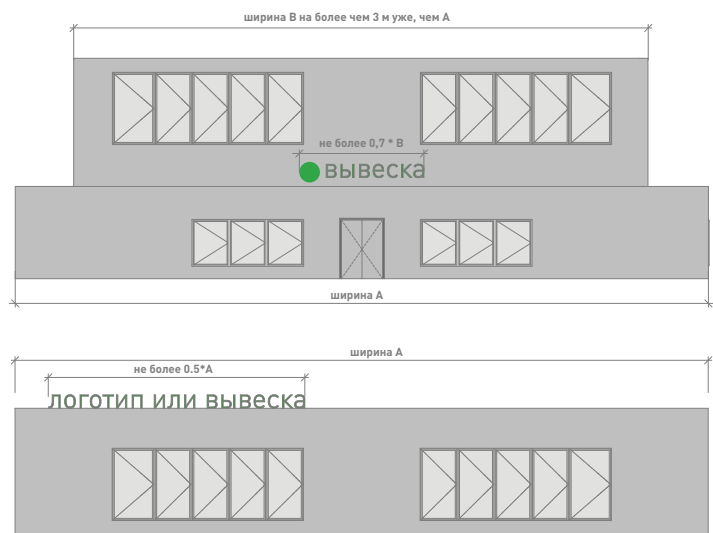 ширина В на более чем 3 м уже, чем А
не более 0,7 * В
вывеска
ширина А
ширина А
не более 0.5*А
логотип или вывеска